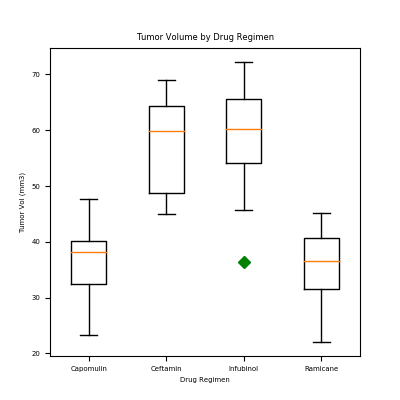 Tumor Volume by Drug Regimen
70
60
50
40
30
20
Tumor Vol (mm3)
Capomulin Ceftamin Infubinol Ramicane
Drug Regimen